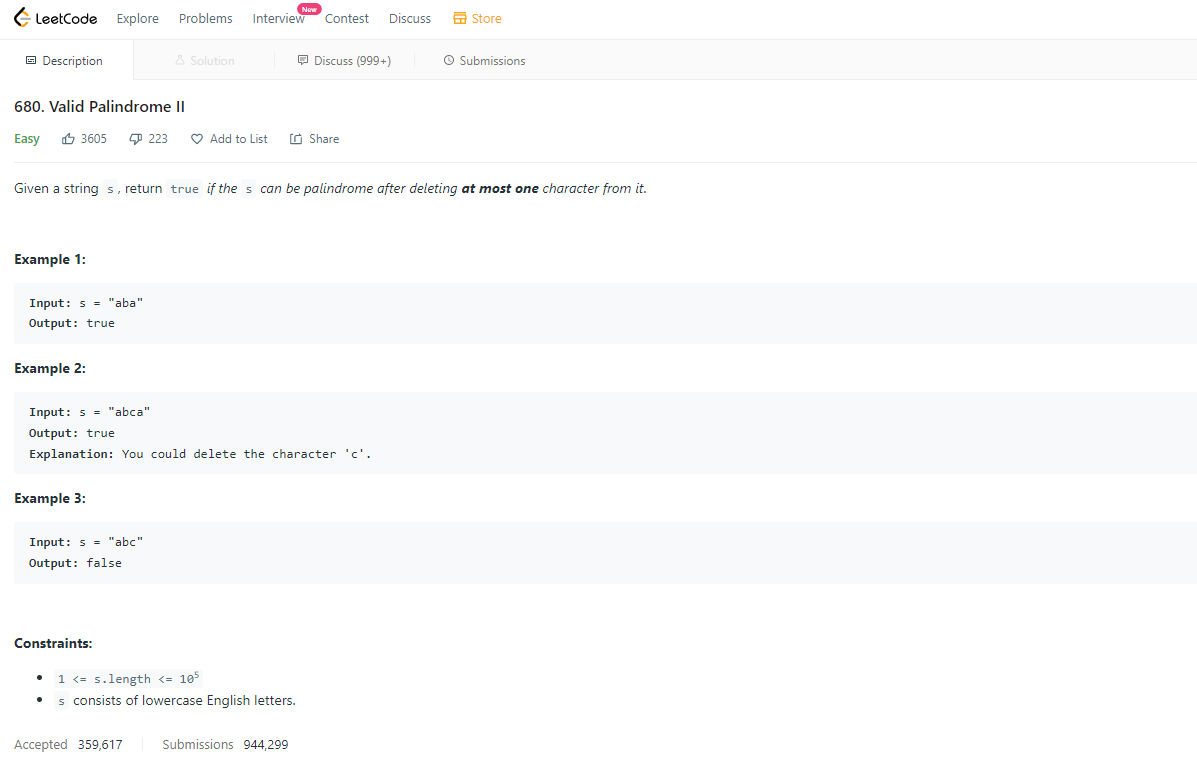 LeetCode Explore Problems Interview New Contest Discuss Store
Description Solution Discuss (999+) Submissions
680. Valid Palindrome II
Easy 3605 223 Add to List Share
Given a string s, return true if the s can be palindrome after deleting at most one character from it.
Example 1:
Input: s = "aba"
Output: true
Example 2:
Input: s = "abca"
Output: true
Explanation: You could delete the character 'c'.
Example 3:
Input: s = "abc"
Output: false
Constraints:
• 1 <= s.length <= 10⁵
• s consists of lowercase English letters.
Accepted 359,617 Submissions 944,299